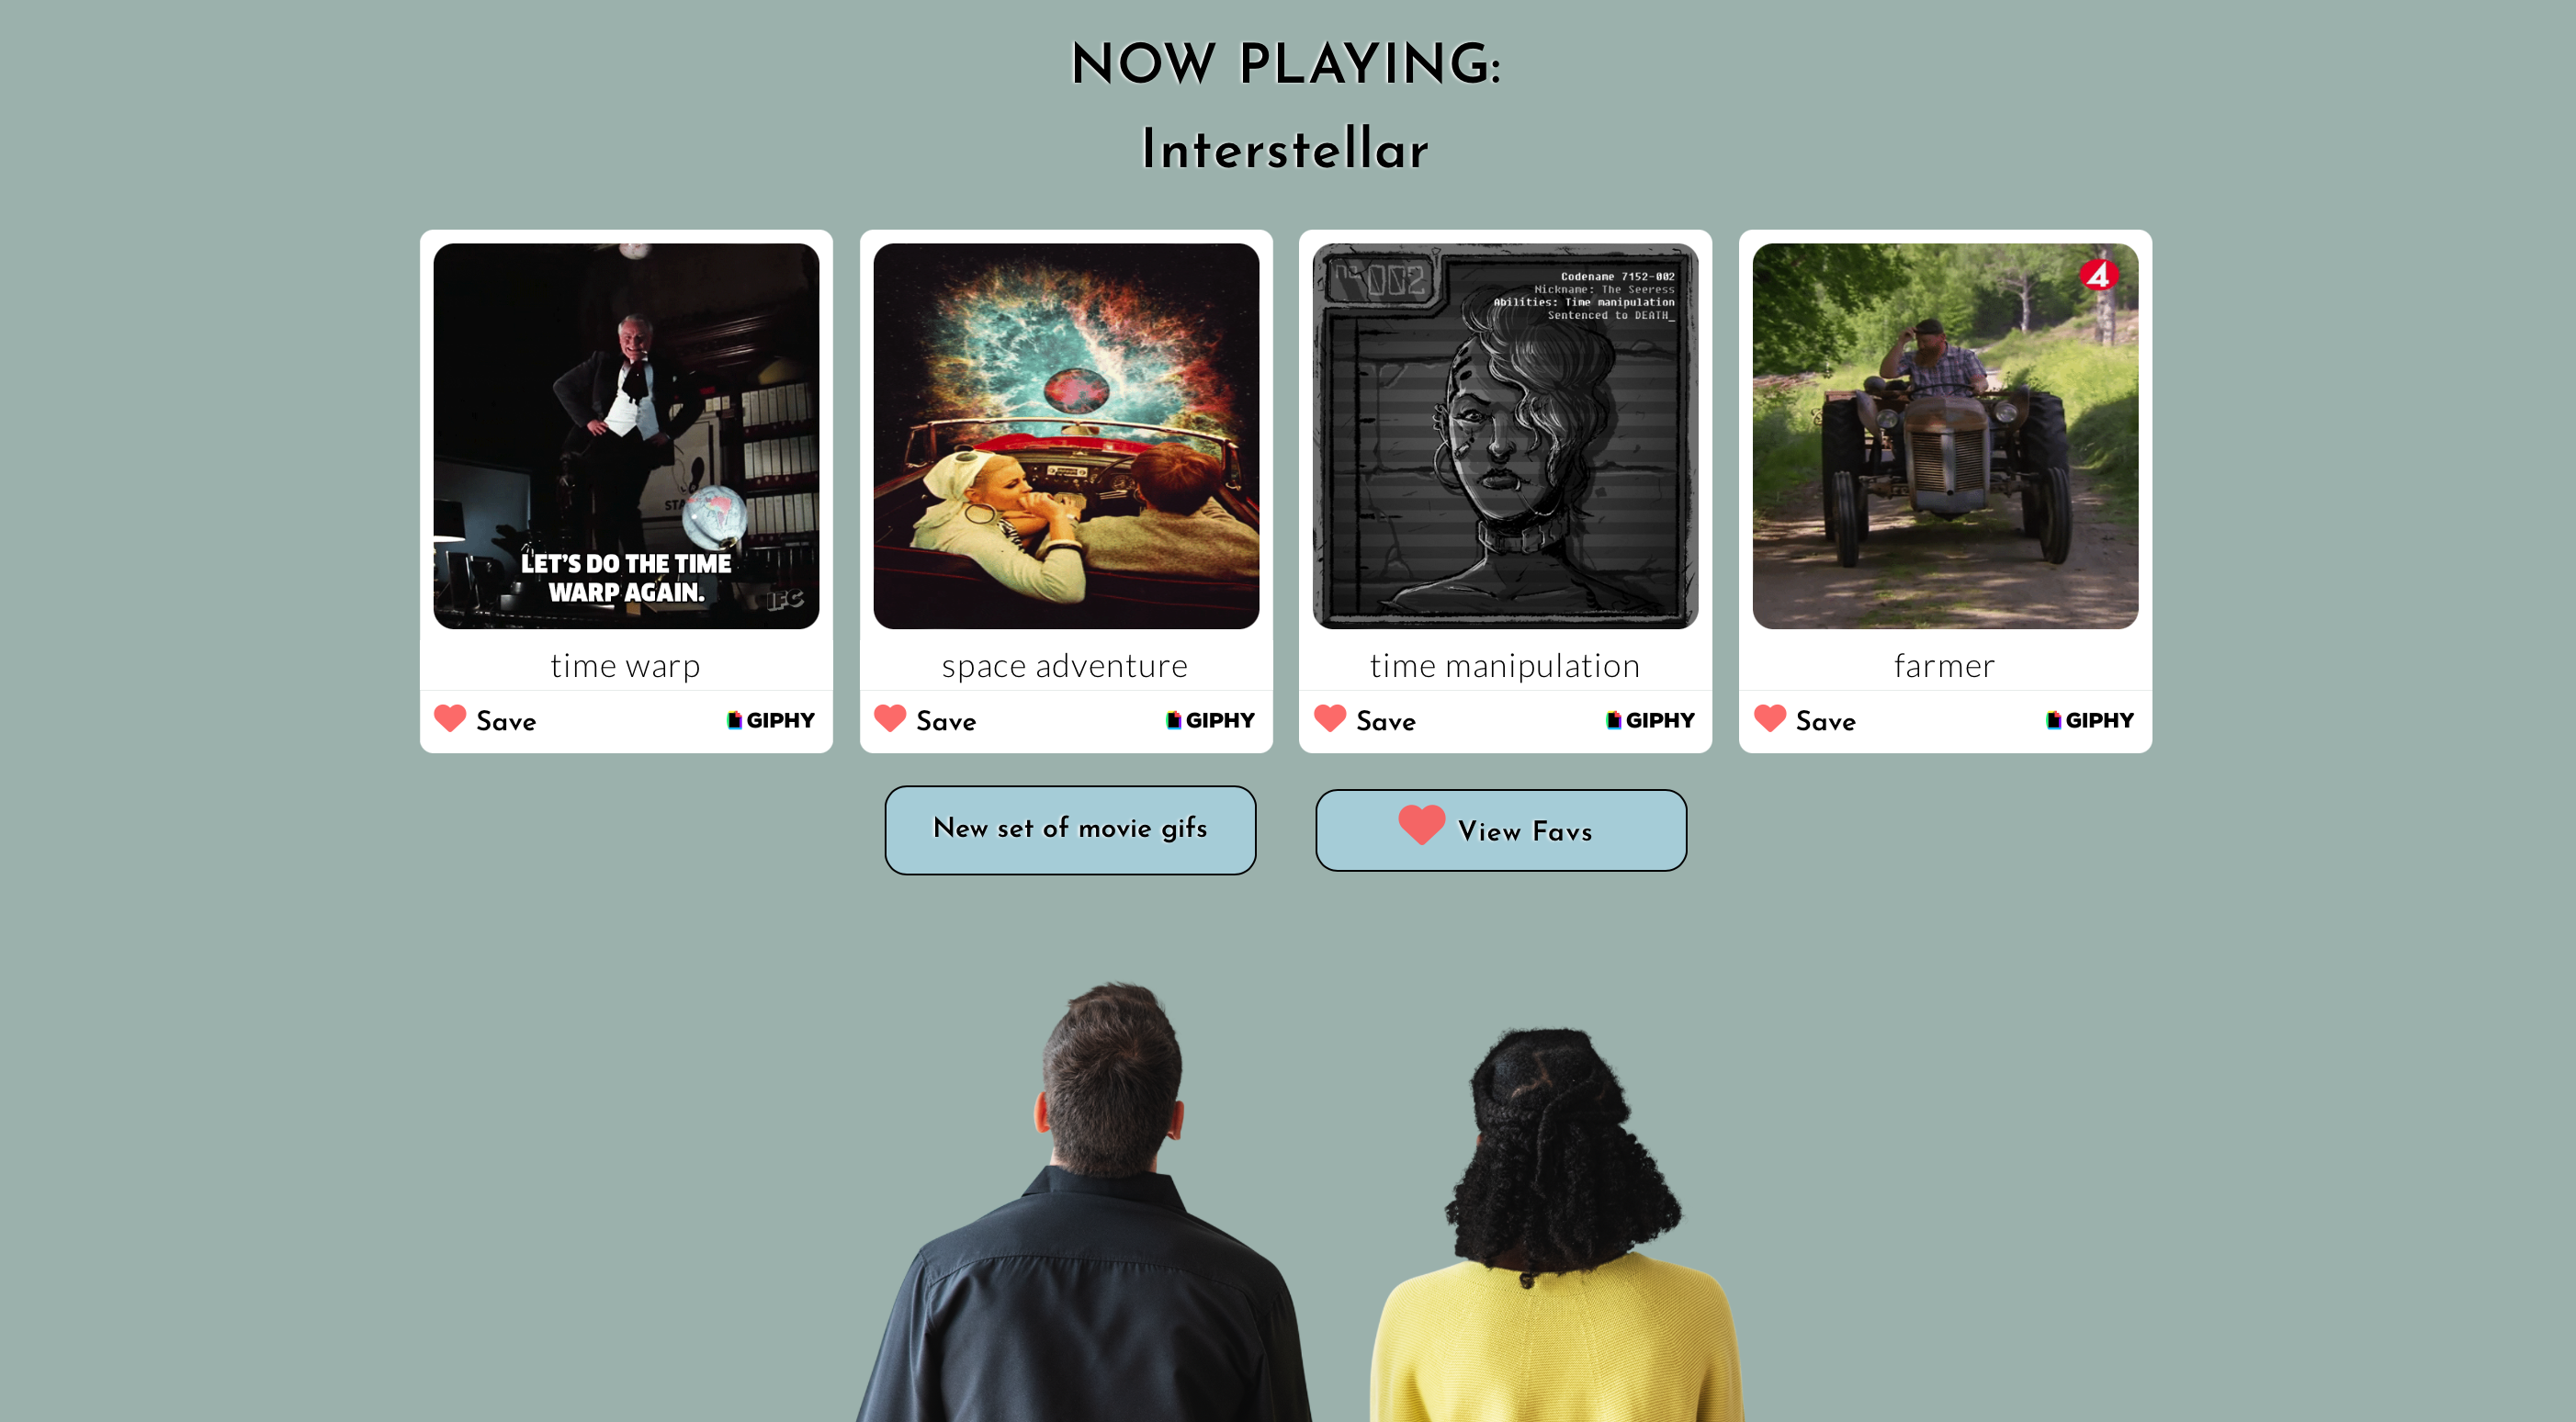 NOW PLAYING:
Interstellar
LET'S DO THE TIME
WARP AGAIN.
IFC
002
Codename 7152-002
Nickname: The Seeress
Abilities: Time manipulation
Sentenced to DEATH_
4
time warp
space adventure
time manipulation
farmer
Save
GIPHY
Save
GIPHY
Save
GIPHY
Save
GIPHY
New set of movie gifs
View Favs